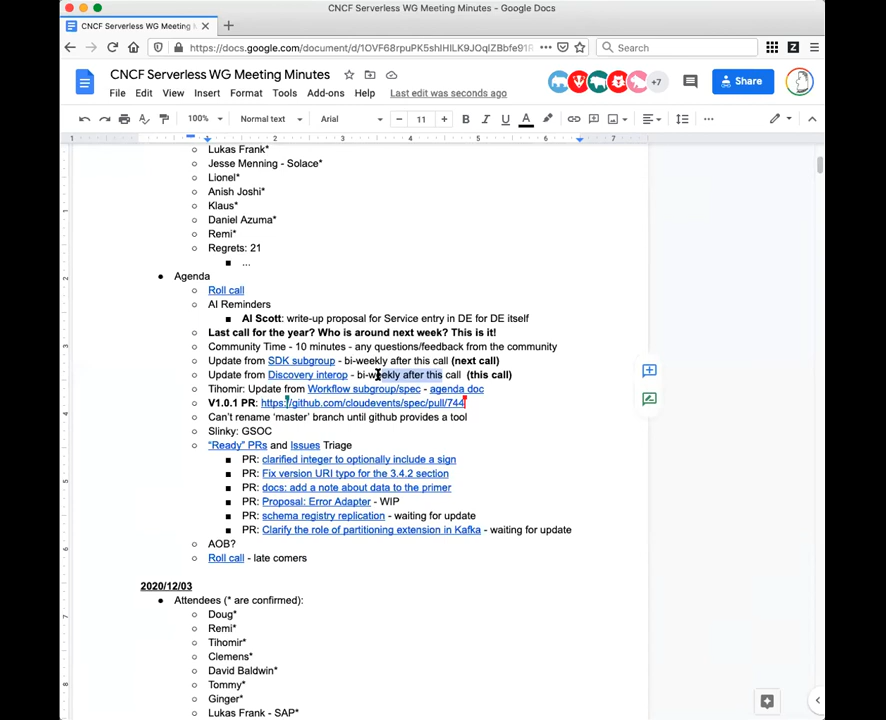 CNCF Serverless WG Meeting Minutes - Google Docs
CNCF Serverless WG Meeting
https://docs.google.com/document/d/1OVF68rpuPK5shIHILK9JOqlZBbfe91R
Search
CNCF Serverless WG Meeting Minutes
+7
Share
File Edit View Insert Format Tools Add-ons Help Last edit was seconds ago
100% Normal text Arial 11
1 1 2 3 4 5 6 7
Lukas Frank*
Jesse Menning - Solace*
Lionel*
Anish Joshi*
Klaus*
Daniel Azuma*
Remi*
Regrets: 21
...
Agenda
Roll call
AI Reminders
AI Scott: write-up proposal for Service entry in DE for DE itself
Last call for the year? Who is around next week? This is it!
Community Time - 10 minutes - any questions/feedback from the community
Update from SDK subgroup - bi-weekly after this call (next call)
Update from Discovery interop - bi-weekly after this call (this call)
Tihomir: Update from Workflow subgroup/spec - agenda doc
V1.0.1 PR: https://github.com/cloudevents/spec/pull/744
Can't rename 'master' branch until github provides a tool
Slinky: GSOC
"Ready" PRs and Issues Triage
PR: clarified integer to optionally include a sign
PR: Fix version URI typo for the 3.4.2 section
PR: docs: add a note about data to the primer
PR: Proposal: Error Adapter - WIP
PR: schema registry replication - waiting for update
PR: Clarify the role of partitioning extension in Kafka - waiting for update
AOB?
Roll call - late comers
2020/12/03
Attendees (* are confirmed):
Doug*
Remi*
Tihomir*
Clemens*
David Baldwin*
Tommy*
Ginger*
Lukas Frank - SAP*